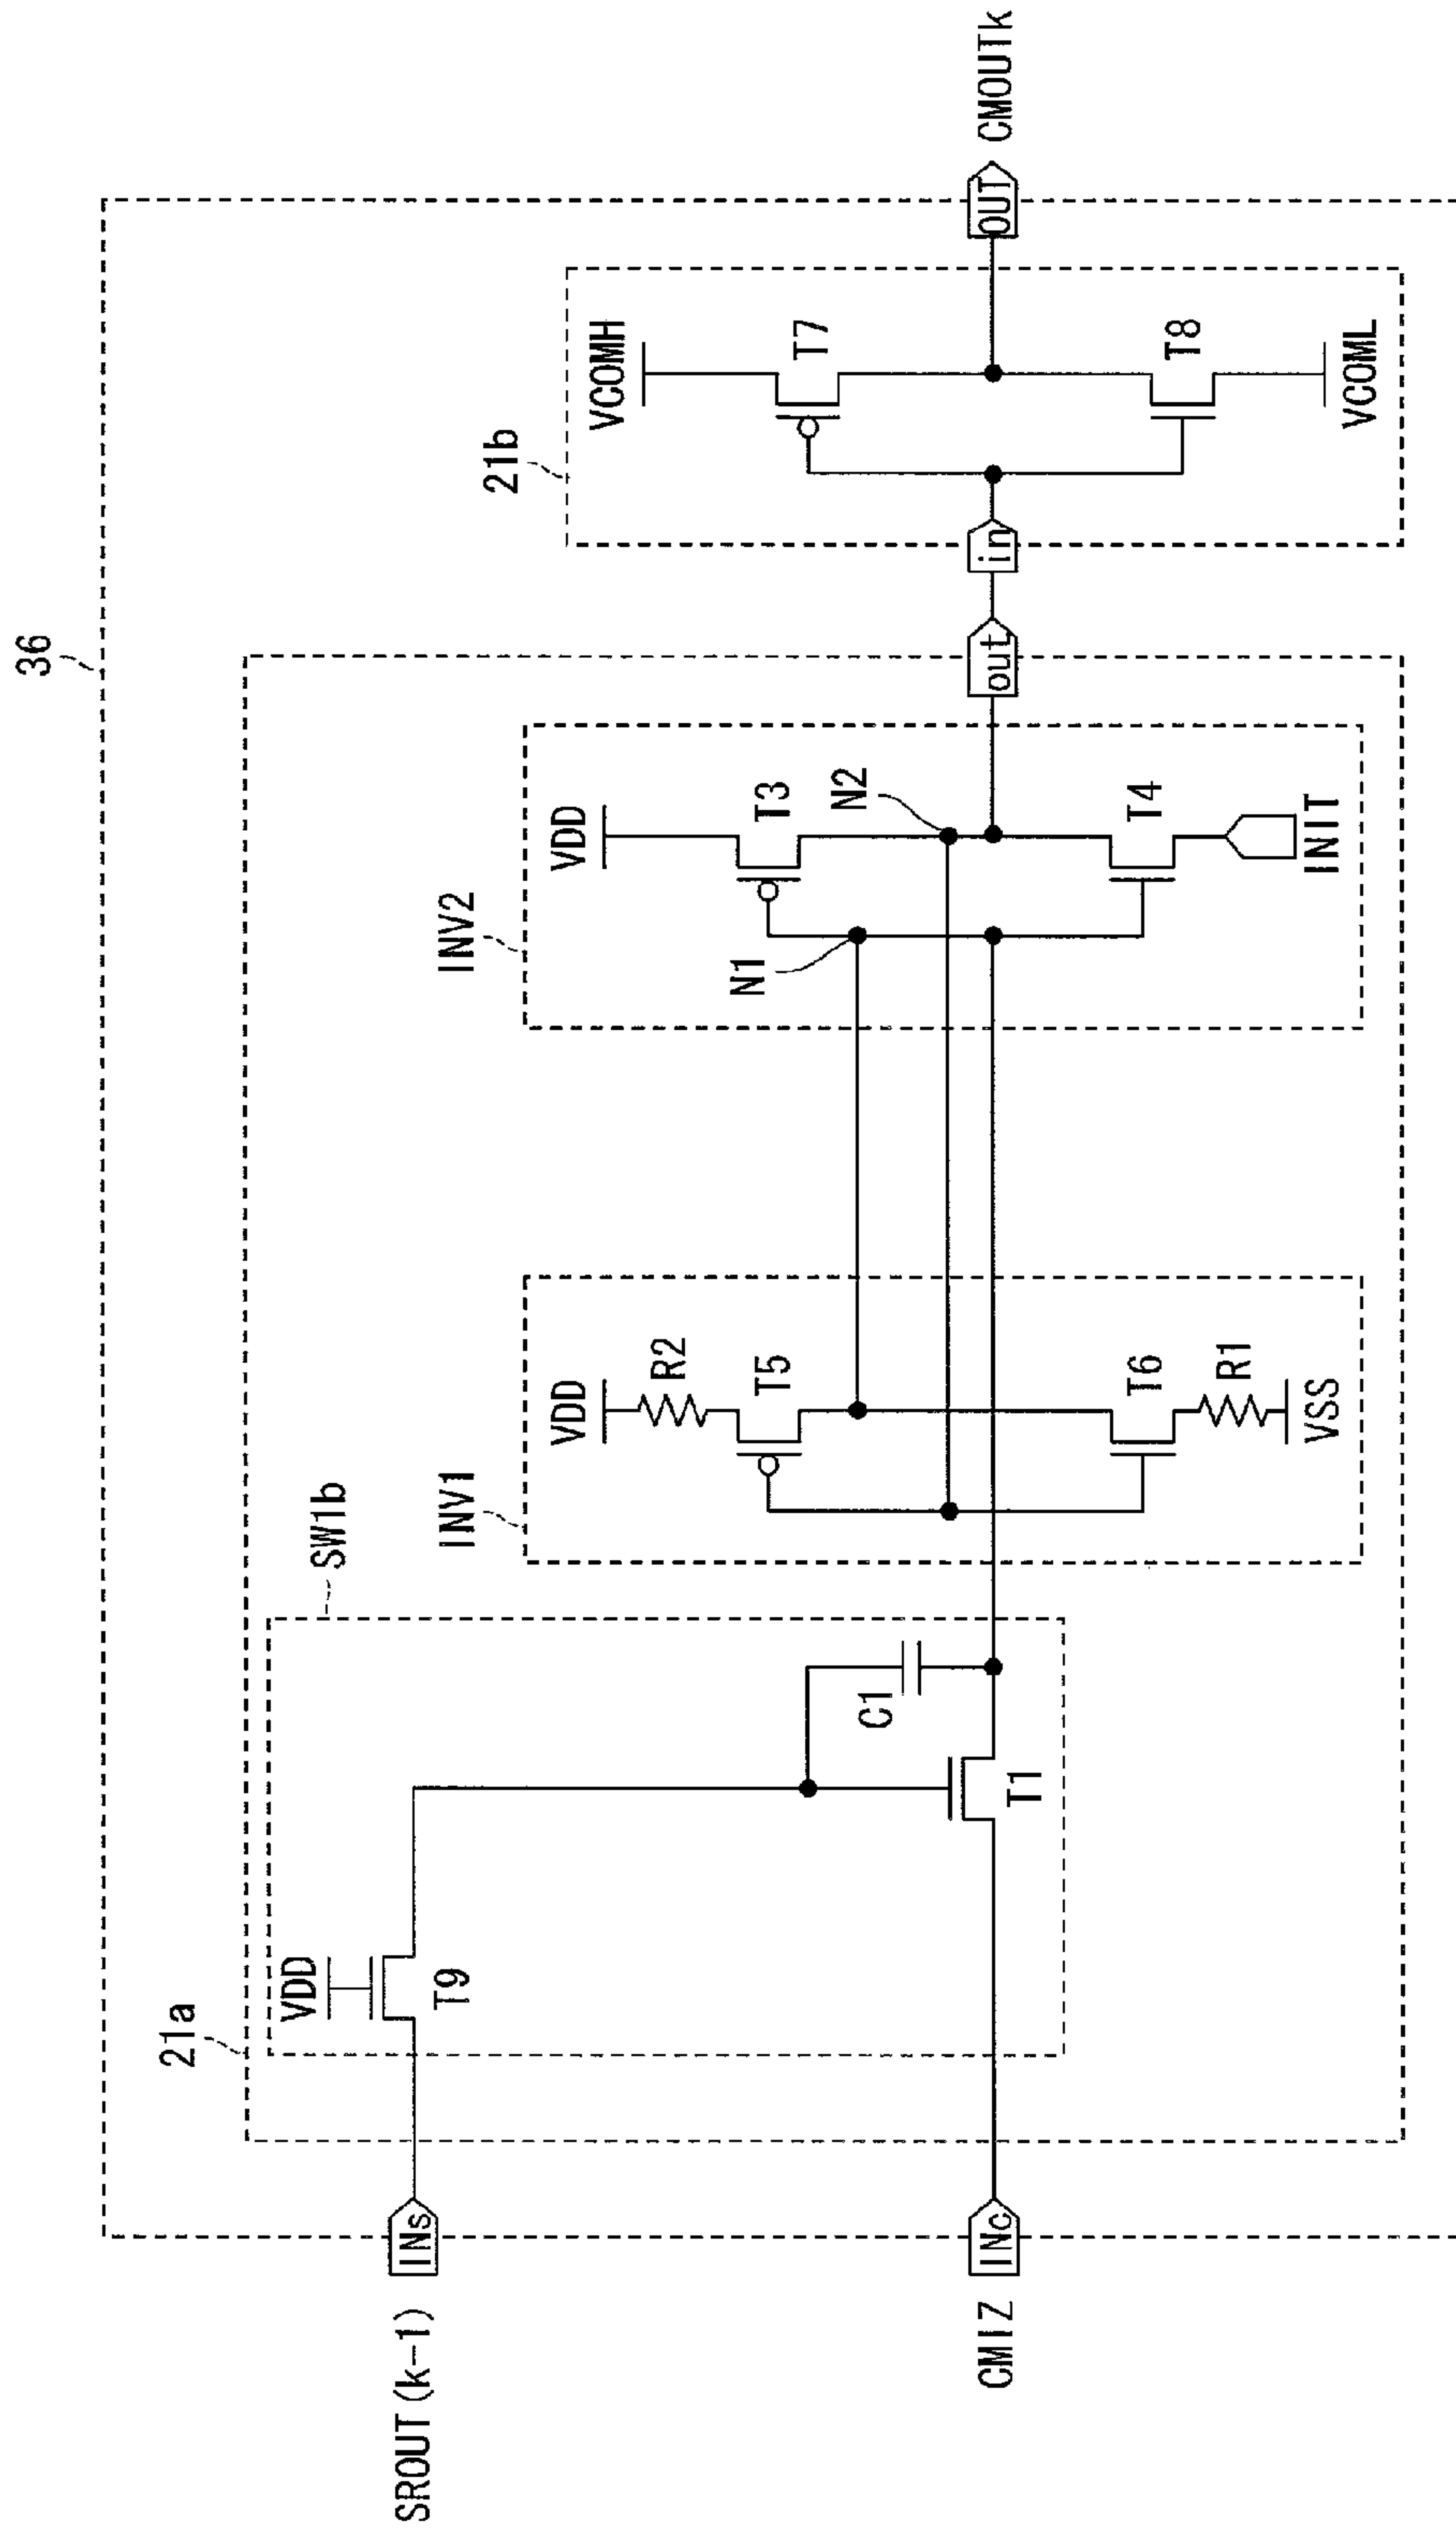 36
21a
SW1b
INV1
INV2
21b
VDD
T9
C1
T1
VDD
R2
T5
T6
R1
VSS
VDD
T3
N1
N2
T4
INIT
VCOMH
T7
T8
VCOML
SROUT(k-1)
INs
CMIZ
INc
out
in
OUT
CMOUTk